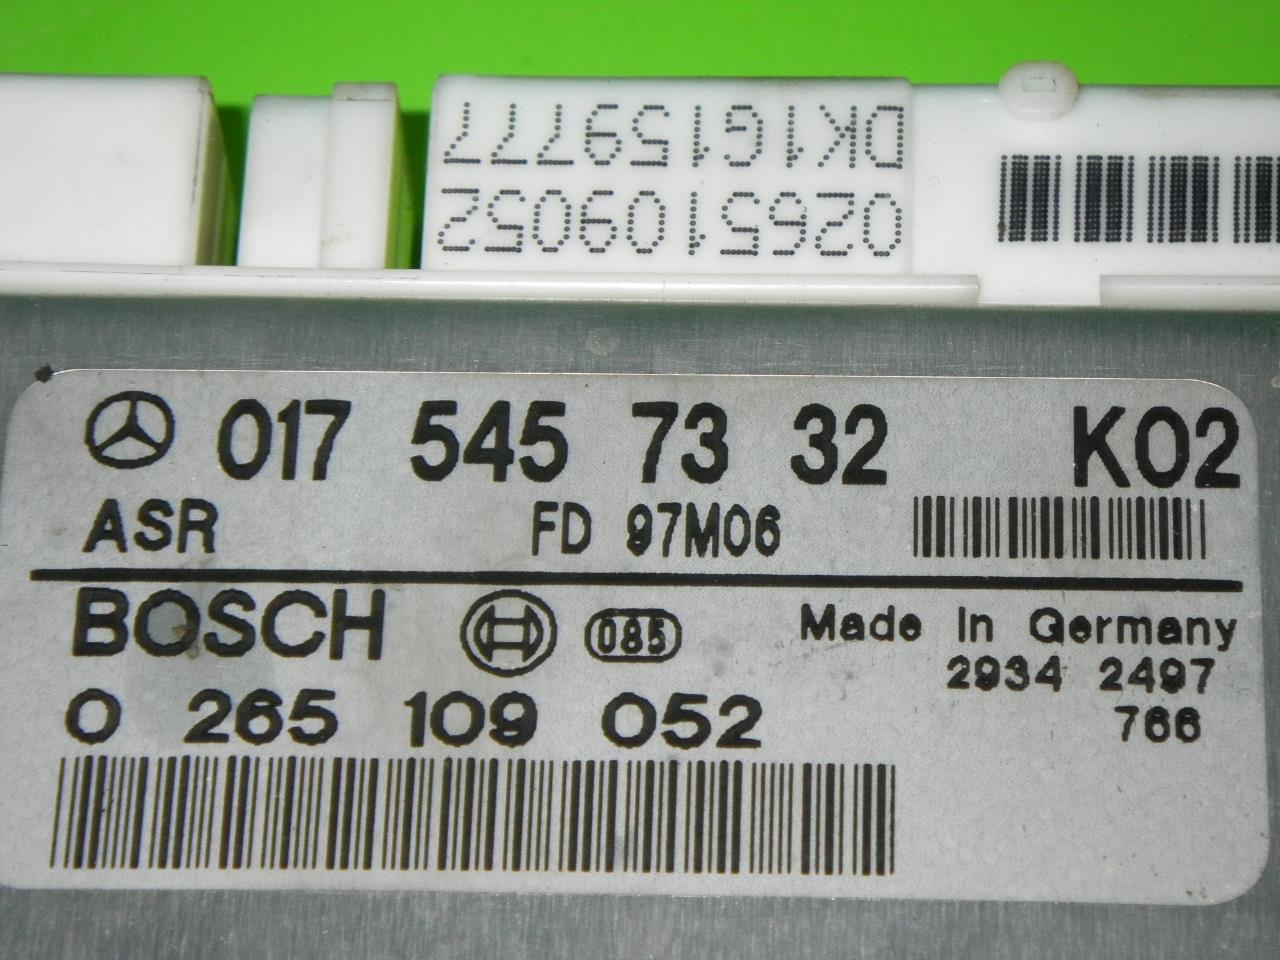 DK1G159777
0265109052
017 545 73 32 K02
ASR FD 97M06
BOSCH 085 Made in Germany
2934 2497
0 265 109 052 766